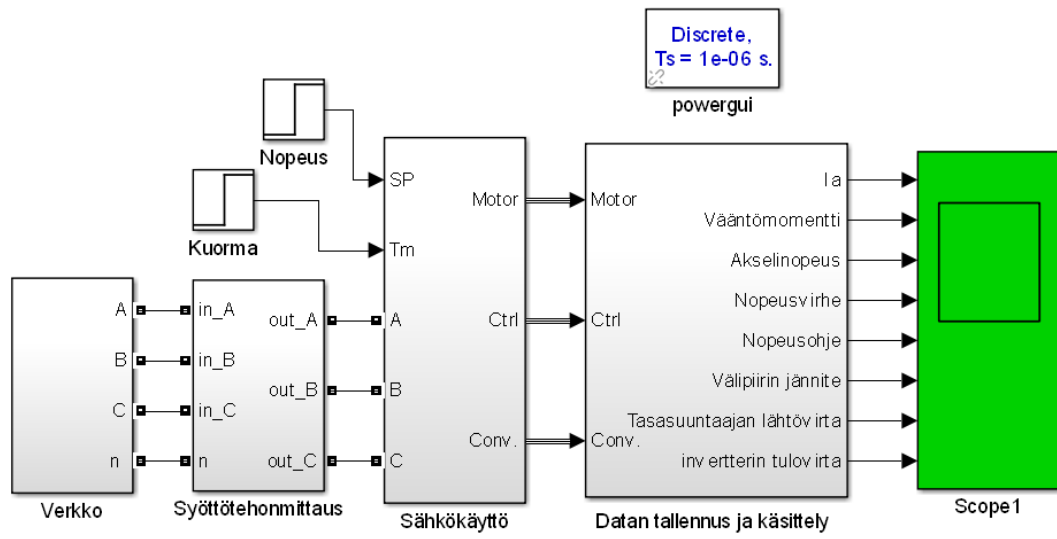 Discrete,
Ts = 1e-06 s.
powergui
Nopeus
Kuorma
A
B
C
n
Verkko
in_A
in_B
in_C
n
out_A
out_B
out_C
Syöttötehonmittaus
SP
Tm
A
B
C
Motor
Ctrl
Conv.
Sähkökäyttö
Motor
Ctrl
Conv.
Ia
Vääntömomentti
Akselinopeus
Nopeusvirhe
Nopeusohje
Välipiirin jännite
Tasasuuntaajan lähtövirta
invertterin tulovirta
Datan tallennus ja käsittely
Scope1